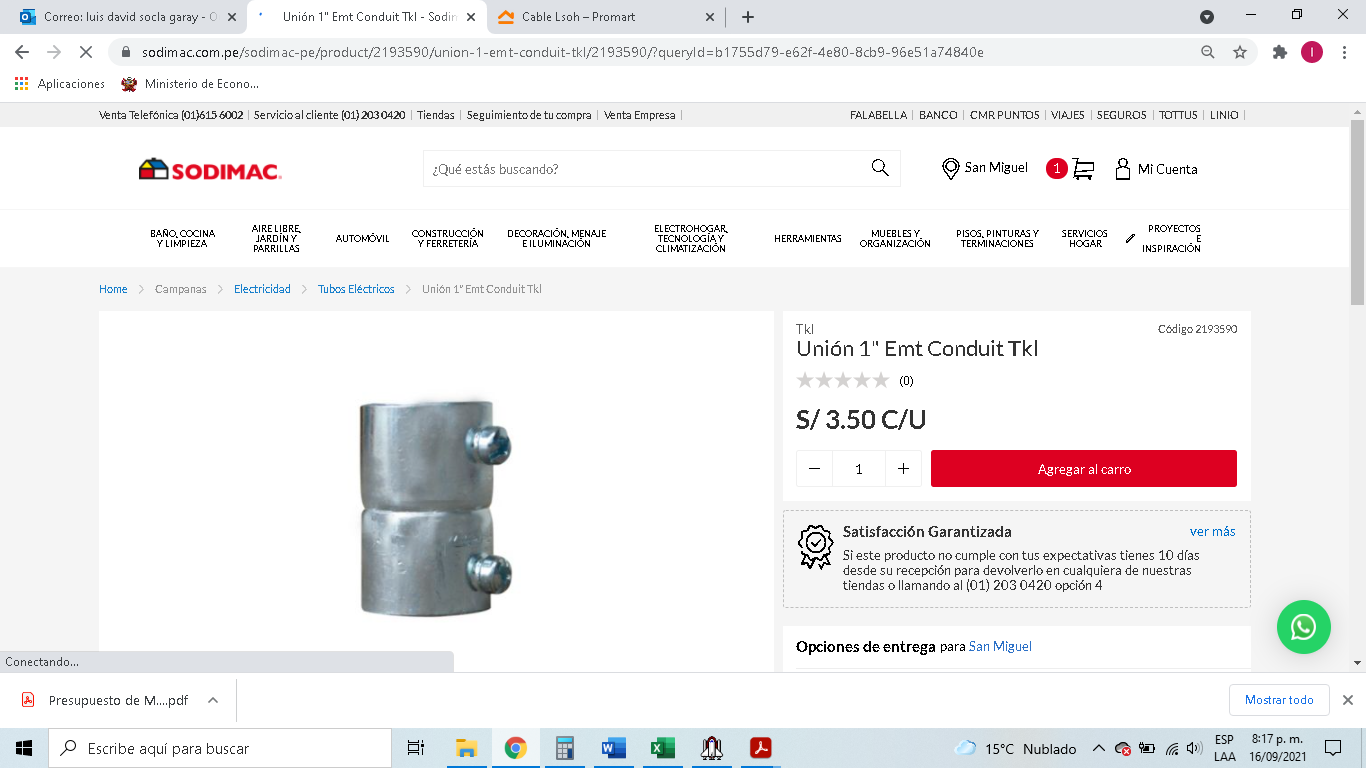 Correo: luis david socla garay - O
Unión 1" Emt Conduit Tkl - Sodin
Cable Lsoh – Promart
sodimac.com.pe/sodimac-pe/product/2193590/union-1-emt-conduit-tkl/2193590/?queryId=b1755d79-e62f-4e80-8cb9-96e51a74840e
I
Aplicaciones
Ministerio de Econo...
Venta Telefónica (01)615 6002
Servicio al cliente (01) 203 0420
Tiendas
Seguimiento de tu compra
Venta Empresa
FALABELLA
BANCO
CMR PUNTOS
VIAJES
SEGUROS
TOTTUS
LINIO
SODIMAC
¿Qué estás buscando?
San Miguel
1
Mi Cuenta
BAÑO, COCINA
Y LIMPIEZA
AIRE LIBRE,
JARDÍN Y
PARRILLAS
AUTOMÓVIL
CONSTRUCCIÓN
Y FERRETERÍA
DECORACIÓN, MENAJE
E ILUMINACIÓN
ELECTROHOGAR,
TECNOLOGÍA Y
CLIMATIZACIÓN
HERRAMIENTAS
MUEBLES Y
ORGANIZACIÓN
PISOS, PINTURAS Y
TERMINACIONES
SERVICIOS
HOGAR
PROYECTOS
E
INSPIRACIÓN
Home
Campanas
Electricidad
Tubos Eléctricos
Unión 1" Emt Conduit Tkl
Tkl
Código 2193590
Unión 1" Emt Conduit Tkl
(0)
S/ 3.50 C/U
1
Agregar al carro
Satisfacción Garantizada
ver más
Si este producto no cumple con tus expectativas tienes 10 días
desde su recepción para devolverlo en cualquiera de nuestras
tiendas o llamando al (01) 203 0420 opción 4
Opciones de entrega para San Miguel
Conectando...
Presupuesto de M....pdf
Mostrar todo
Escribe aquí para buscar
15°C Nublado
ESP
LAA
8:17 p. m.
16/09/2021